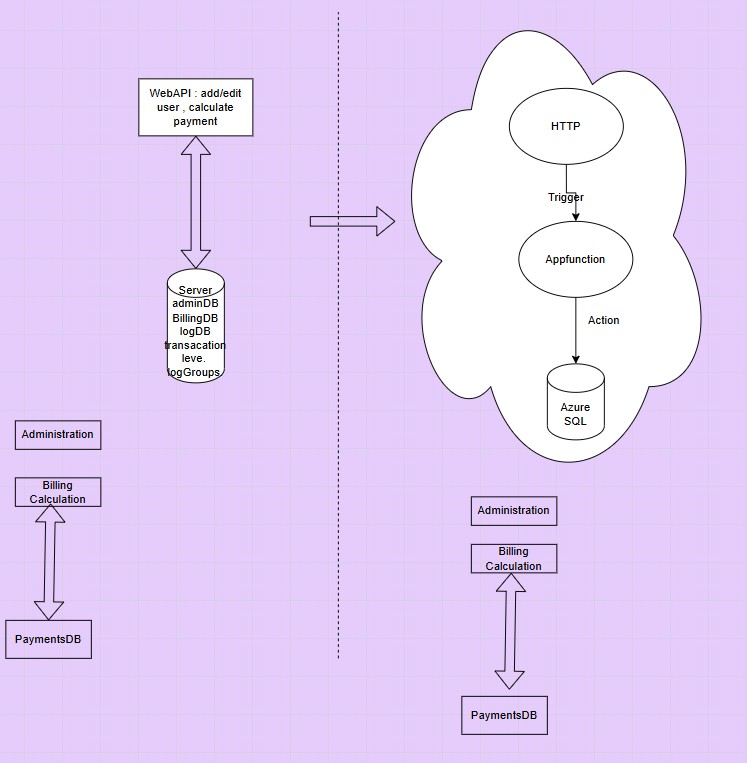 WebAPI : add/edit
user , calculate
payment
Server
adminDB
BillingDB
logDB
transacation
leve.
logGroups.
Administration
Billing
Calculation
PaymentsDB
HTTP
Trigger
Appfunction
Action
Azure
SQL
Administration
Billing
Calculation
PaymentsDB